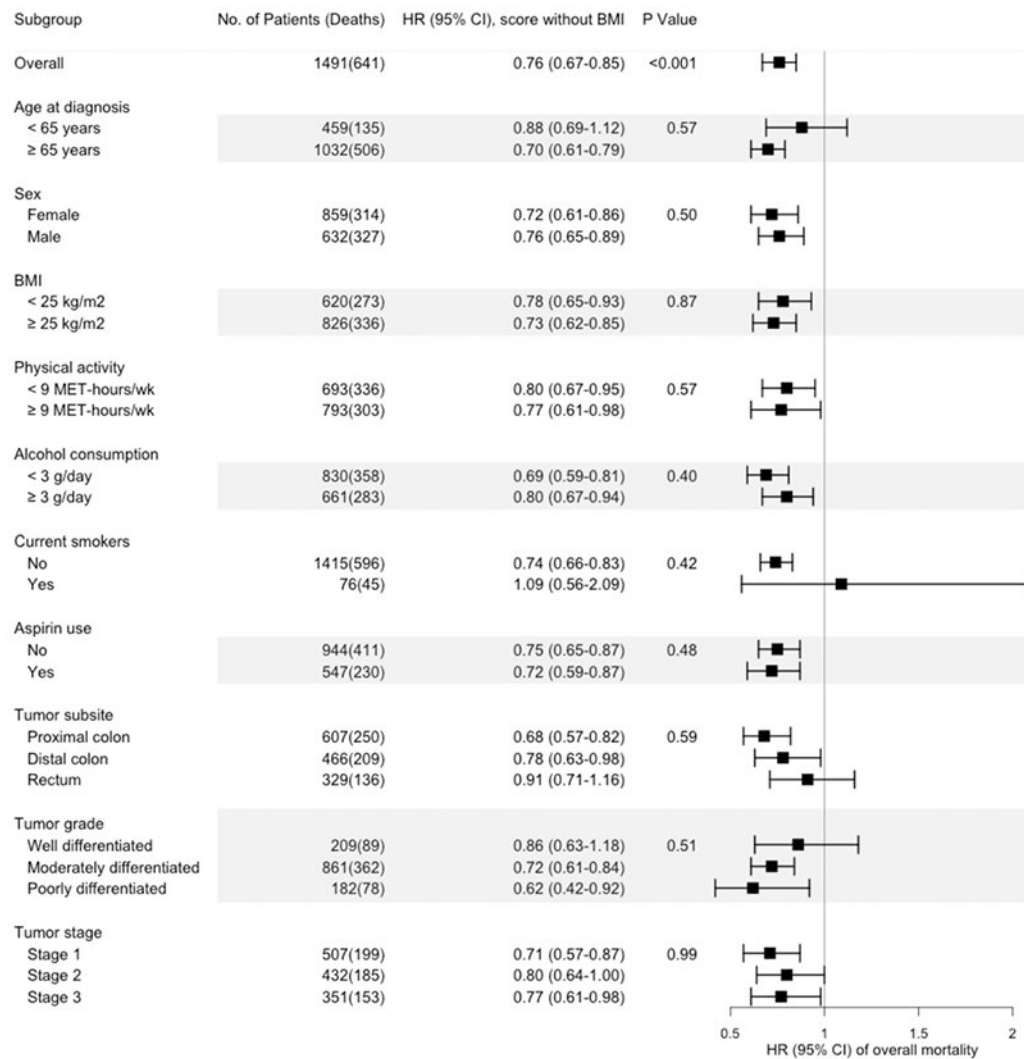 Subgroup No. of Patients (Deaths) HR (95% CI), score without BMI P Value
Overall 1491(641) 0.76 (0.67-0.85) <0.001
Age at diagnosis
< 65 years 459(135) 0.88 (0.69-1.12) 0.57
≥ 65 years 1032(506) 0.70 (0.61-0.79)
Sex
Female 859(314) 0.72 (0.61-0.86) 0.50
Male 632(327) 0.76 (0.65-0.89)
BMI
< 25 kg/m2 620(273) 0.78 (0.65-0.93) 0.87
≥ 25 kg/m2 826(336) 0.73 (0.62-0.85)
Physical activity
< 9 MET-hours/wk 693(336) 0.80 (0.67-0.95) 0.57
≥ 9 MET-hours/wk 793(303) 0.77 (0.61-0.98)
Alcohol consumption
< 3 g/day 830(358) 0.69 (0.59-0.81) 0.40
≥ 3 g/day 661(283) 0.80 (0.67-0.94)
Current smokers
No 1415(596) 0.74 (0.66-0.83) 0.42
Yes 76(45) 1.09 (0.56-2.09)
Aspirin use
No 944(411) 0.75 (0.65-0.87) 0.48
Yes 547(230) 0.72 (0.59-0.87)
Tumor subsite
Proximal colon 607(250) 0.68 (0.57-0.82) 0.59
Distal colon 466(209) 0.78 (0.63-0.98)
Rectum 329(136) 0.91 (0.71-1.16)
Tumor grade
Well differentiated 209(89) 0.86 (0.63-1.18) 0.51
Moderately differentiated 861(362) 0.72 (0.61-0.84)
Poorly differentiated 182(78) 0.62 (0.42-0.92)
Tumor stage
Stage 1 507(199) 0.71 (0.57-0.87) 0.99
Stage 2 432(185) 0.80 (0.64-1.00)
Stage 3 351(153) 0.77 (0.61-0.98)
0.5 1 1.5 2
HR (95% CI) of overall mortality